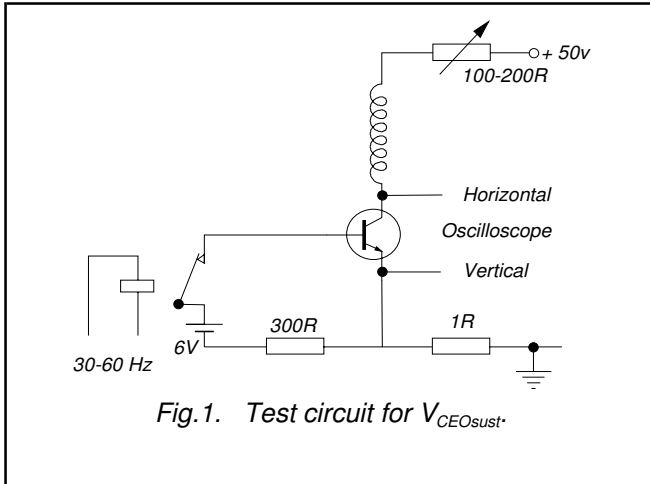 + 50v
100-200R
Horizontal
Oscilloscope
Vertical
300R
1R
6V
30-60 Hz
Fig.1. Test circuit for VCEOsust.